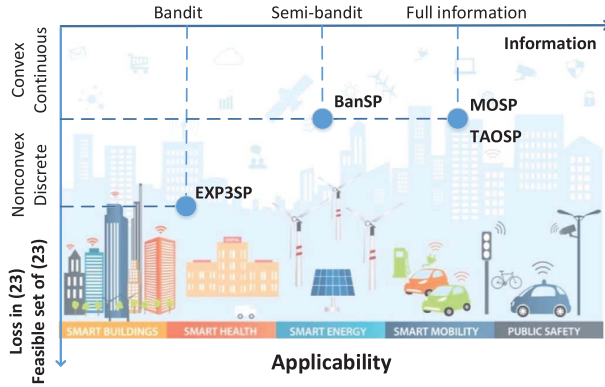 Bandit
Semi-bandit
Full information
Information
Convex
Continuous
BanSP
MOSP
TAOSP
Nonconvex
Discrete
EXP3SP
Loss in (23)
Feasible set of (23)
SMART BUILDINGS
SMART HEALTH
SMART ENERGY
SMART MOBILITY
PUBLIC SAFETY
Applicability